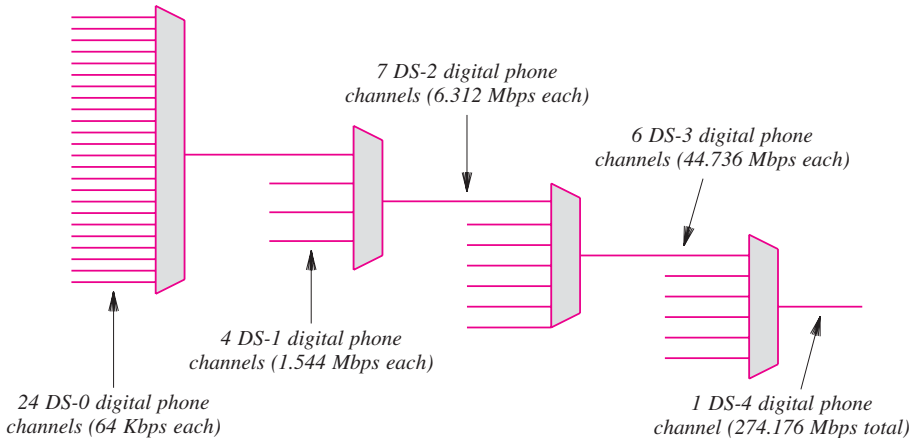 7 DS-2 digital phone
channels (6.312 Mbps each)
6 DS-3 digital phone
channels (44.736 Mbps each)
4 DS-1 digital phone
channels (1.544 Mbps each)
24 DS-0 digital phone
channels (64 Kbps each)
1 DS-4 digital phone
channel (274.176 Mbps total)